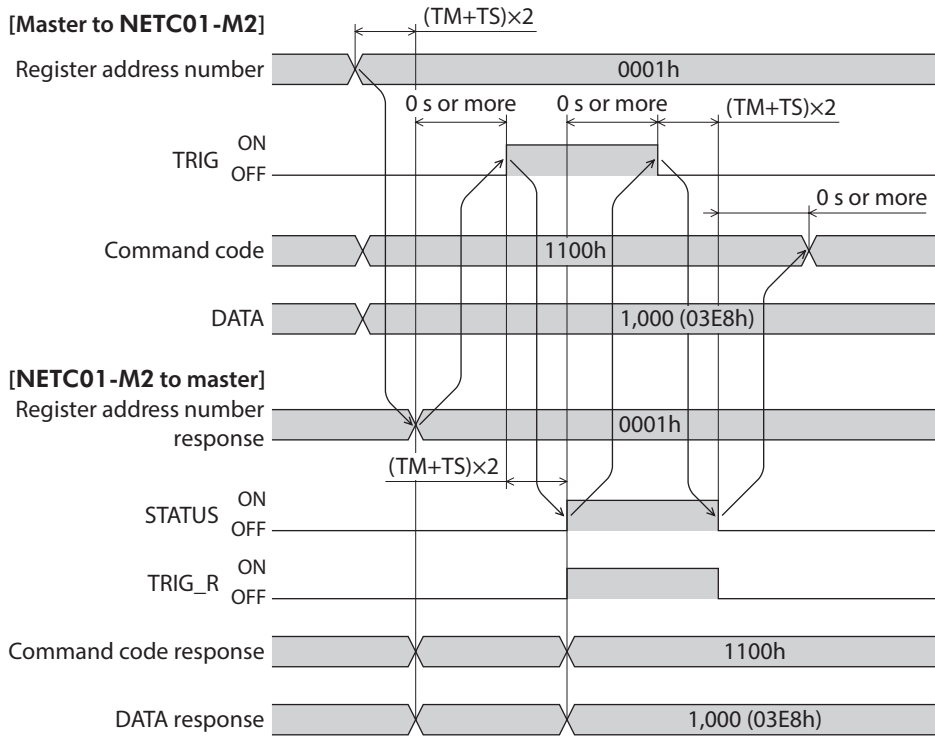 [Master to NETC01-M2]
(TM+TS)×2
Register address number
0001h
0 s or more
0 s or more
(TM+TS)×2
TRIG
ON
OFF
0 s or more
Command code
1100h
DATA
1,000 (03E8h)
[NETC01-M2 to master]
Register address number
response
0001h
(TM+TS)×2
STATUS
ON
OFF
TRIG_R
ON
OFF
Command code response
1100h
DATA response
1,000 (03E8h)